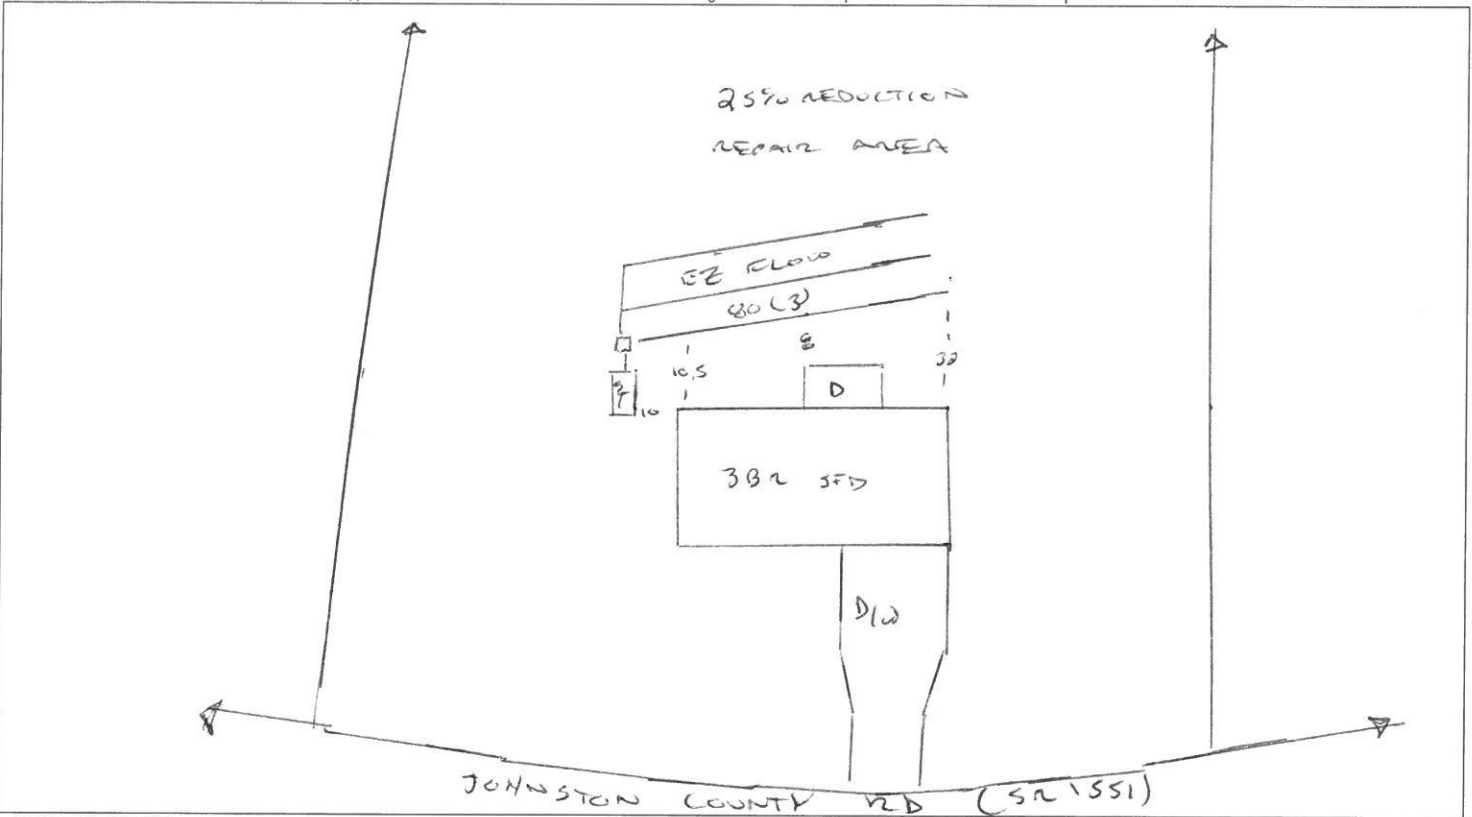 25% REDUCTION
REPAIR AREA
EZ FLOW
80 (3)
8
32
10.5
D
ST
10
3BR SFD
D/W
JOHNSTON COUNTY RD (SR 1551)